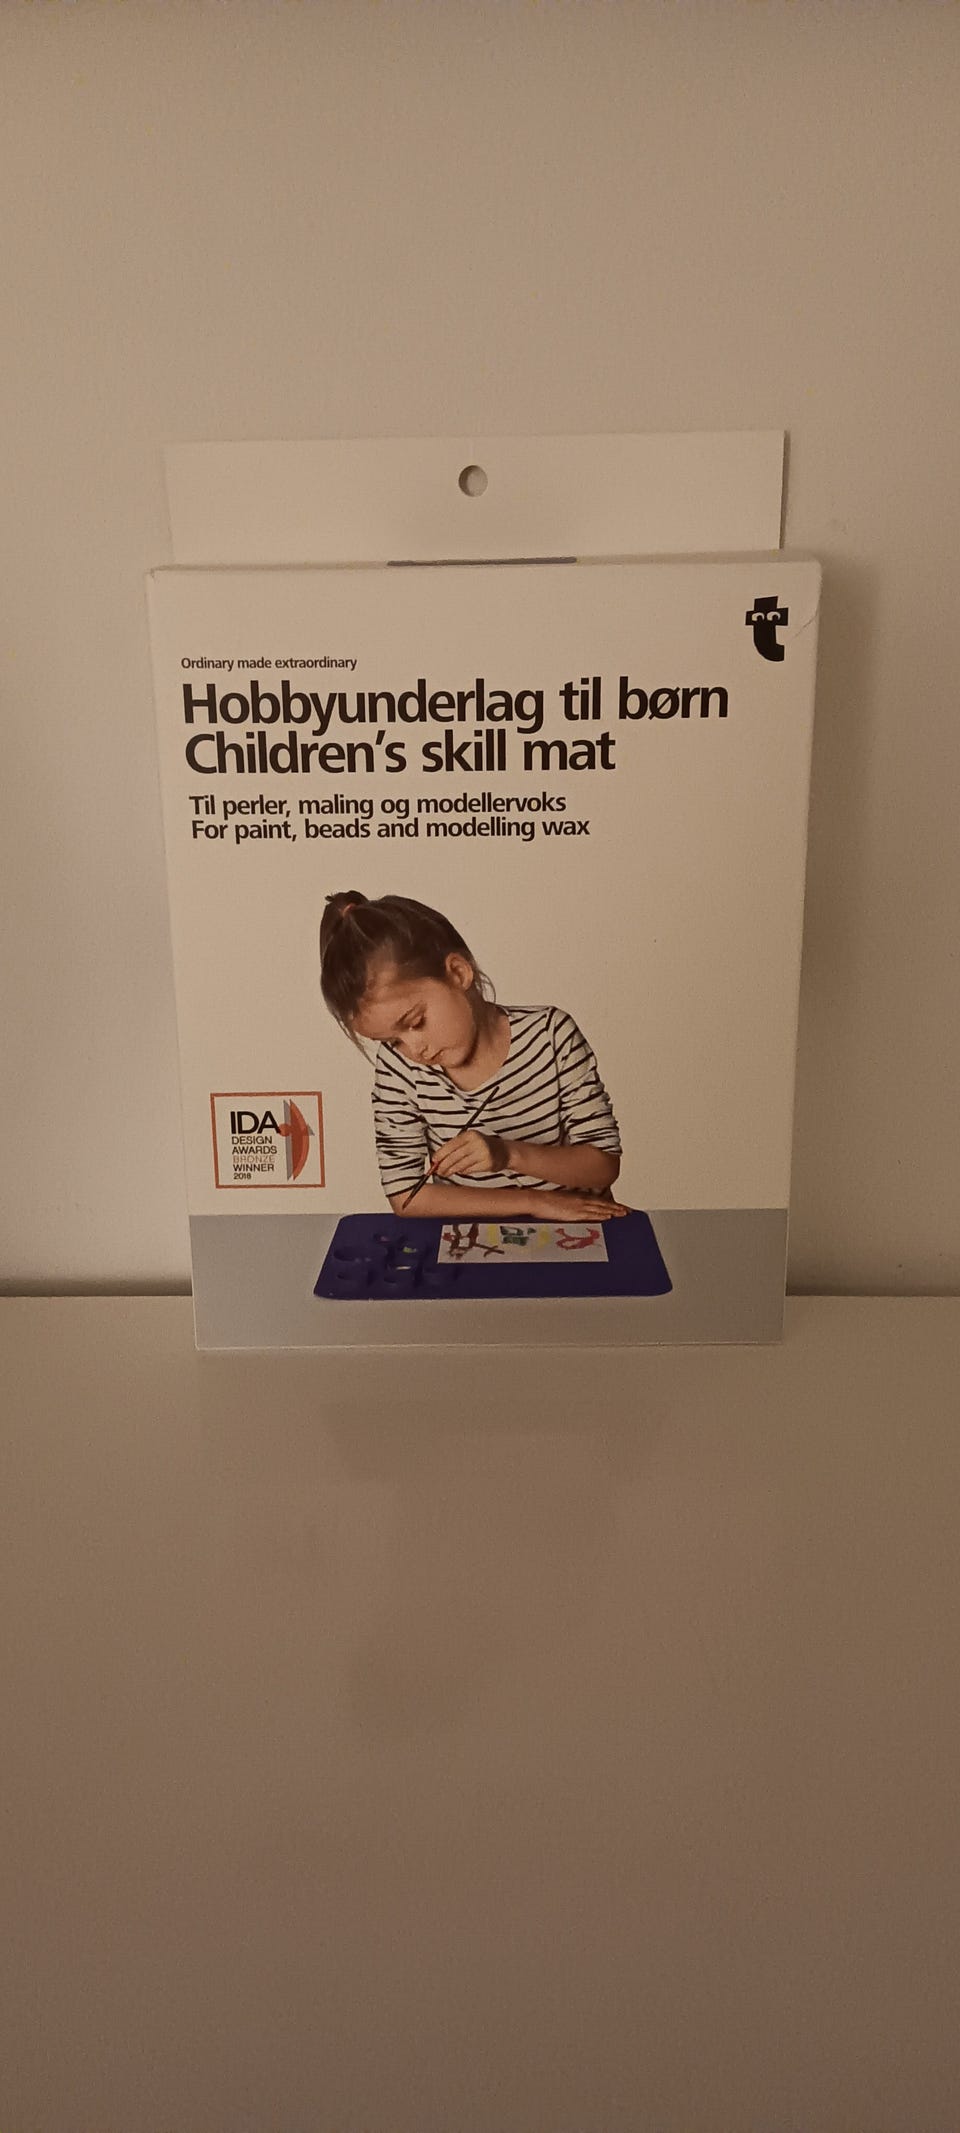 Ordinary made extraordinary
Hobbyunderlag til børn
Children's skill mat
Til perler, maling og modellervoks
For paint, beads and modelling wax
IDA
DESIGN
AWARDS
BRONZE
WINNER
2018
t